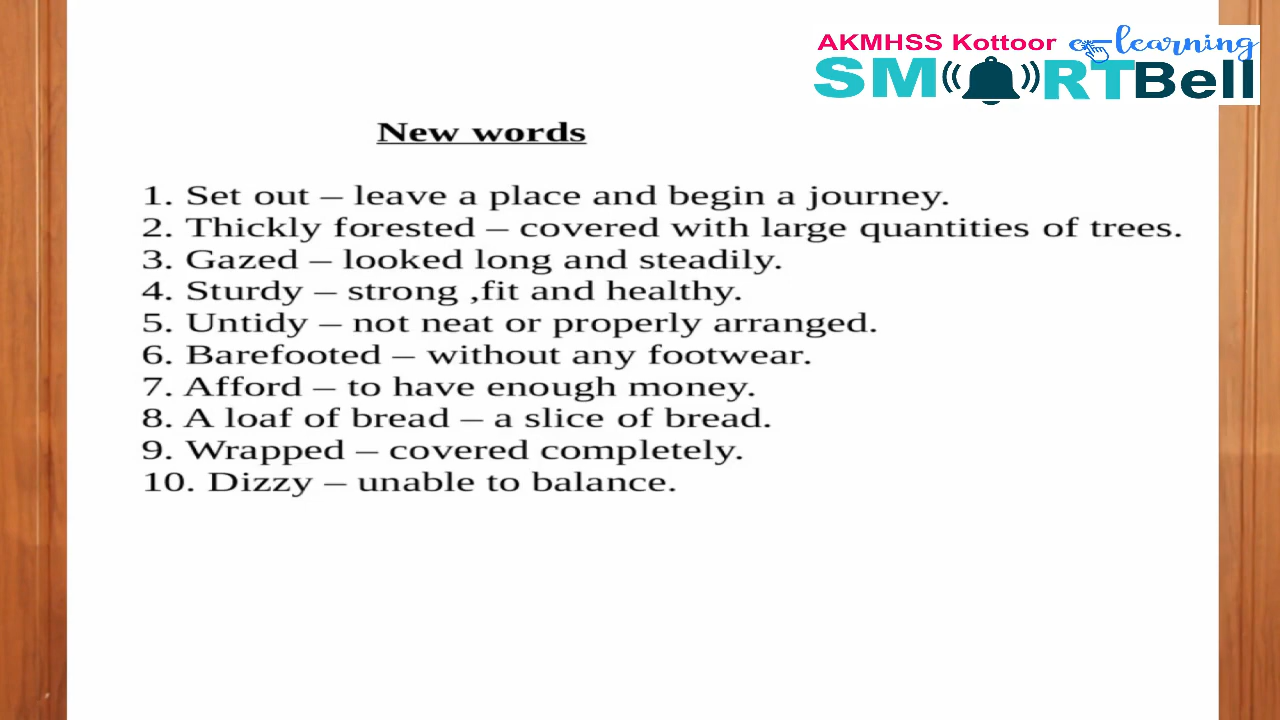 AKMHSS Kottoor e-learning
SMARTBell
New words
1. Set out – leave a place and begin a journey.
2. Thickly forested – covered with large quantities of trees.
3. Gazed – looked long and steadily.
4. Sturdy – strong ,fit and healthy.
5. Untidy – not neat or properly arranged.
6. Barefooted – without any footwear.
7. Afford – to have enough money.
8. A loaf of bread – a slice of bread.
9. Wrapped – covered completely.
10. Dizzy – unable to balance.